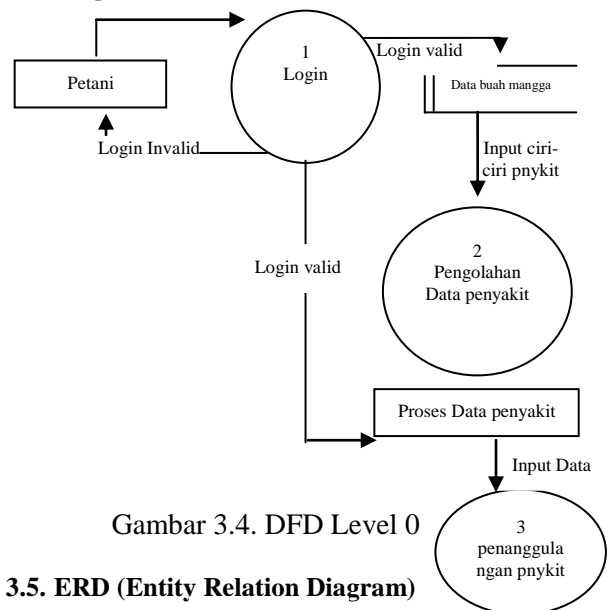 1
Login
Login valid
Petani
Data buah mangga
Login Invalid
Input ciri-
ciri pnykit
2
Pengolahan
Data penyakit
Login valid
Proses Data penyakit
Input Data
Gambar 3.4. DFD Level 0
3
penanggula
ngan pnykit
3.5. ERD (Entity Relation Diagram)